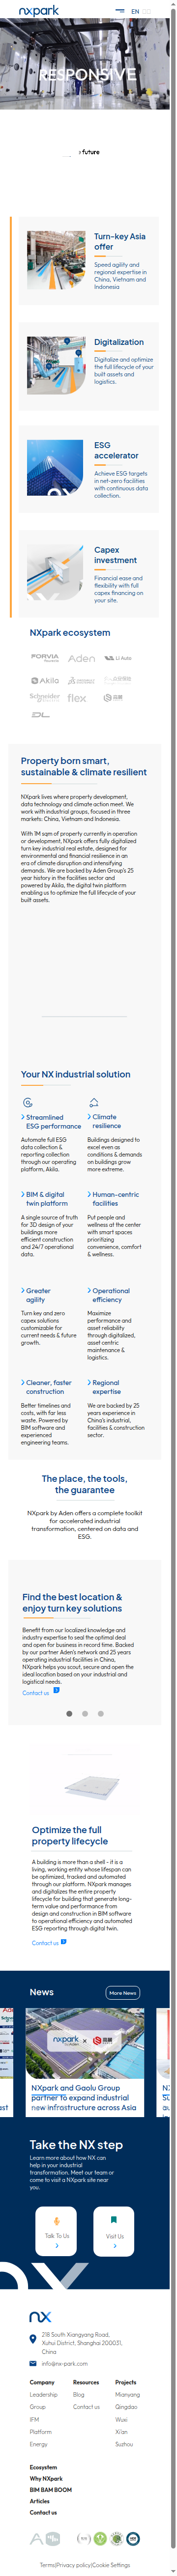 nxpark
EN
RESPONSIVE
future
Turn-key Asia
offer
Speed agility and
regional expertise in
China, Vietnam and
Indonesia
Digitalization
Digitalize and optimize
the full lifecycle of your
built assets and
logistics.
ESG
accelerator
Achieve ESG targets
in net-zero facilities
with continuous data
collection.
Capex
investment
Financial ease and
flexibility with full
capex financing on
your site.
NXpark ecosystem
FORVIA
Aden
Li Auto
Akila
Schneider
flex
Property born smart,
sustainable & climate resilient
NXpark lives where property development,
data technology and climate action meet. We
work with industrial groups, focused in three
markets: China, Vietnam and Indonesia.
With 1M sqm of property currently in operation
or development, NXpark offers fully digitalized
turn key industrial facilities, designed for
environmental and financial resilience in an
era of climate disruption and intensifying
demands. We are backed by Aden Group's 25
year history in the facilities sector and
powered by Akila, the digital twin platform
enabling us to optimize the full lifecycle of your
built assets.
Your NX industrial solution
Streamlined
ESG performance
Automate full ESG
data collection &
reporting collection
through our operating
platform, Akila.
Climate
resilience
Buildings designed to
excel even as
conditions & demands
on buildings grow
more extreme.
BIM & digital
twin platform
A single source of truth
for 3D design of your
buildings more
efficient construction
and 24/7 operational
data.
Human-centric
facilities
Put people and
wellness at the center
with smart spaces
prioritizing
convenience, comfort
& wellness.
Greater
agility
Turn key and zero
capex solutions
customizable for
current needs & future
growth.
Operational
efficiency
Maximize
performance and
asset reliability
through digitalized,
asset centric
maintenance &
logistics.
Cleaner, faster
construction
Better timelines and
costs, with far less
waste. Powered by
BIM software and
experienced
engineering teams.
Regional
expertise
We are backed by 25
years experience in
China's industrial,
facilities & construction
sector.
The place, the tools,
the guarantee
NXpark by Aden offers a complete toolkit
for accelerated industrial
transformation, centered on data and
ESG.
Find the best location &
enjoy turn key solutions
Benefit from our localized knowledge and
industry expertise to seal the optimal deal
and open for business in record time. Backed
by our partner Aden's network and 25 years
operating industrial facilities in China,
NXpark helps you scout, secure and open the
ideal location based on your industrial and
logistical needs.
Contact us
Optimize the full
property lifecycle
A building is more than a shell – it is a
living, working entity whose lifespan can
be optimized, tracked and automated
through our platform. NXpark manages
and digitalizes the entire property
lifecycle of buildings that generate long-
term value and performance from
design and construction in BIM software
to operational efficiency and automated
ESG reporting through digital twin.
Contact us
News
More News
nxpark × 高璐
NXpark and Gaolu Group
partner to expand industrial
new infrastructure across Asia
Take the NX step
Learn more about how NX can
help in your industrial
transformation. Meet our team or
come to visit a NXpark site near
you.
Talk To Us
Visit Us
NX
218 South Xiangyang Road,
Xuhui District. Shanghai 200031.
China
info@nx-park.com
Company
Leadership
Group
IFM
Platform
Energy
Resources
Blog
Contact us
Projects
Mianyang
Qingdao
Wuxi
Xi'an
Suzhou
Ecosystem
Why NXpark
BIM BAM BOOM
Articles
Contact us
Terms|Privacy policy|Cookie Settings